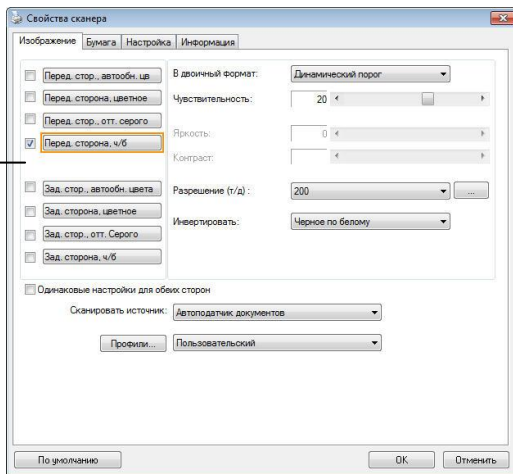 Свойства сканера
Изображение Бумага Настройка Информация
Перед. стор., автообн. цв
Перед. сторона, цветное
Перед. стор., отт. серого
Перед. сторона, ч/б
Зад. стор., автообн. цвета
Зад. сторона, цветное
Зад. стор., отт. Серого
Зад. сторона, ч/б
В двоичный формат: Динамический порог
Чувствительность: 20
Яркость: 0
Контраст:
Разрешение (т/д) : 200 ...
Инвертировать: Черное по белому
Одинаковые настройки для обеих сторон
Сканировать источник: Автоподатчик документов
Профили... Пользовательский
По умолчанию OK Отменить